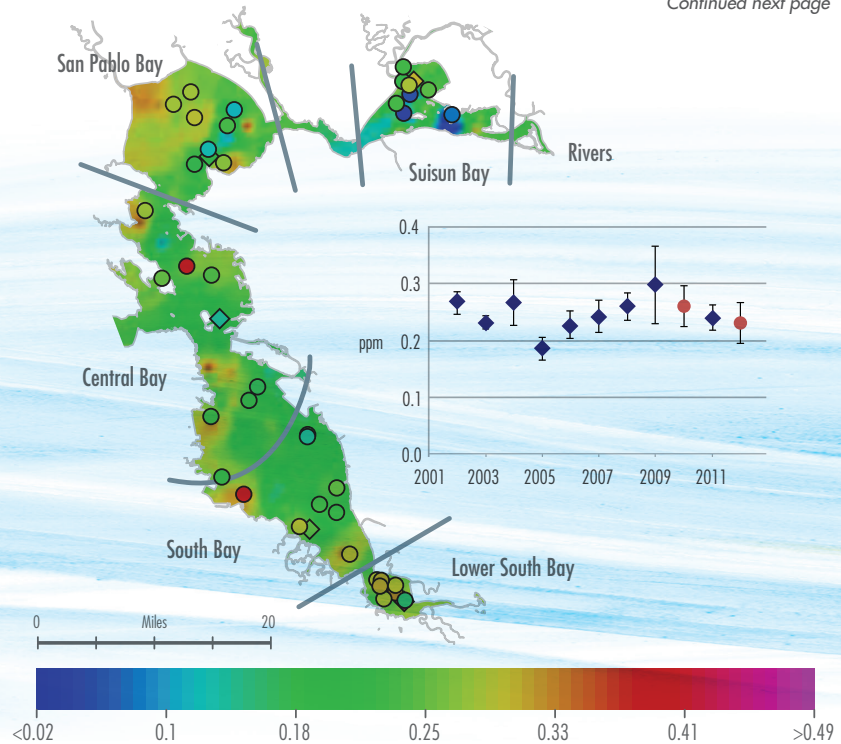 Continued next page
San Pablo Bay
Rivers
Suisun Bay
0.4
0.3
ppm
0.2
Central Bay
0.1
0.0
2001 2003 2005 2007 2009 2011
South Bay
Lower South Bay
0 Miles 20
<0.02 0.1 0.18 0.25 0.33 0.41 >0.49